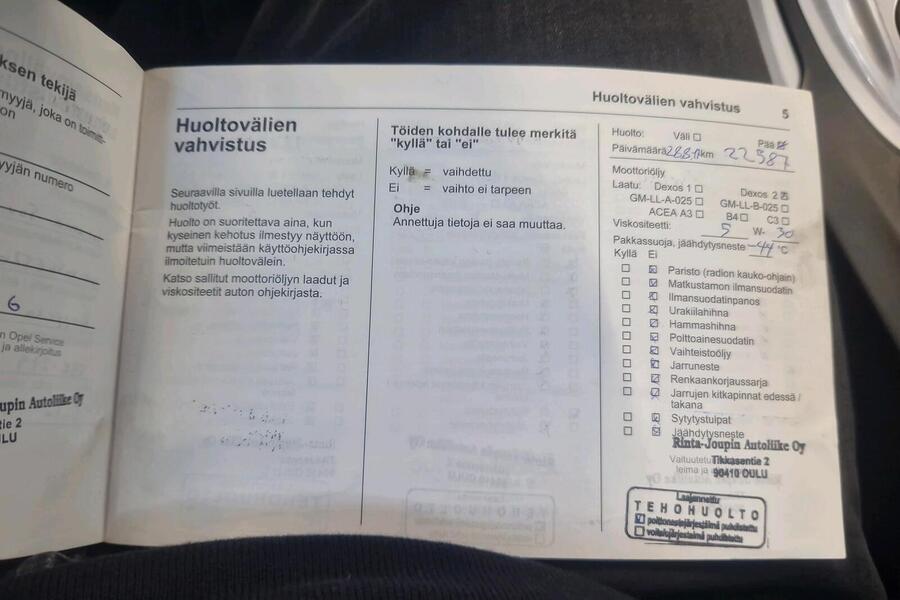 ksen tekijä
myyjä, joka on
on
yyjän numero
6
n Opel Service
ja allekirjoitus
upin Autoliike Oy
tie 2
ULU
Huoltovälien vahvistus 5
Huoltovälien
vahvistus
Seuraavilla sivuilla luetellaan tehdyt
huoltotyöt.
Huolto on suoritettava aina, kun
kyseinen kehotus ilmestyy näyttöön,
mutta viimeistään käyttöohjekirjassa
ilmoitetuin huoltovälein.
Katso sallitut moottoriöljyn laadut ja
viskositeetit auton ohjekirjasta.
Töiden kohdalle tulee merkitä
"kyllä" tai "ei"
Kyllä = vaihdettu
Ei = vaihto ei tarpeen
Ohje
Annettuja tietoja ei saa muuttaa.
Huolto: Väli Pää
Päivämäärä km 22587
Moottoriöljy
Laatu: Dexos 1 Dexos 2
GM-LL-A-025 GM-LL-B-025
ACEA A3 B4 C3
Viskositeetti: 5 W- 30
Pakkassuoja, jäähdytysneste -44 °C
Kyllä Ei
Paristo (radion kauko-ohjain)
Matkustamon ilmansuodatin
Ilmansuodatinpanos
Urakiilahihna
Hammashihna
Polttoainesuodatin
Vaihteistoöljy
Jarruneste
Renkaankorjaussarja
Jarrujen kitkapinnat edessä /
takana
Sytytystulpat
Jäähdytysneste
Rinta-Joupin Autoliike Oy
Tikkasentie 2
leima ja
90410 OULU
Laajennettu
TEHOHUOLTO
polttonestejärjestelmä puhdistettu
voitelujärjestelmä puhdistettu